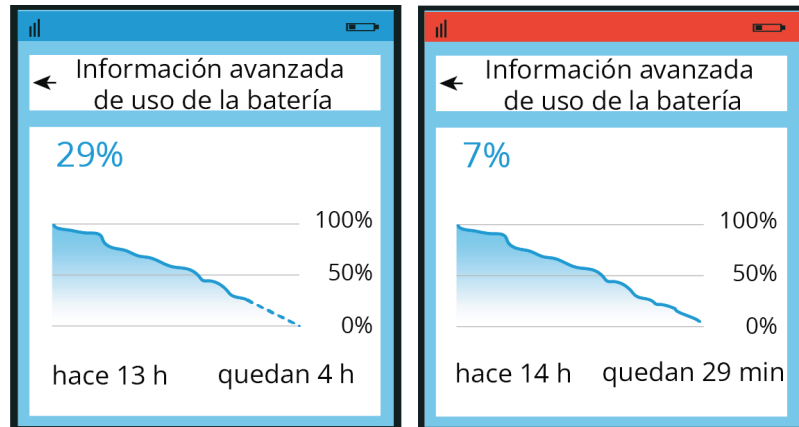 Información avanzada
de uso de la batería
29%
100%
50%
0%
hace 13 h
quedan 4 h
Información avanzada
de uso de la batería
7%
100%
50%
0%
hace 14 h
quedan 29 min